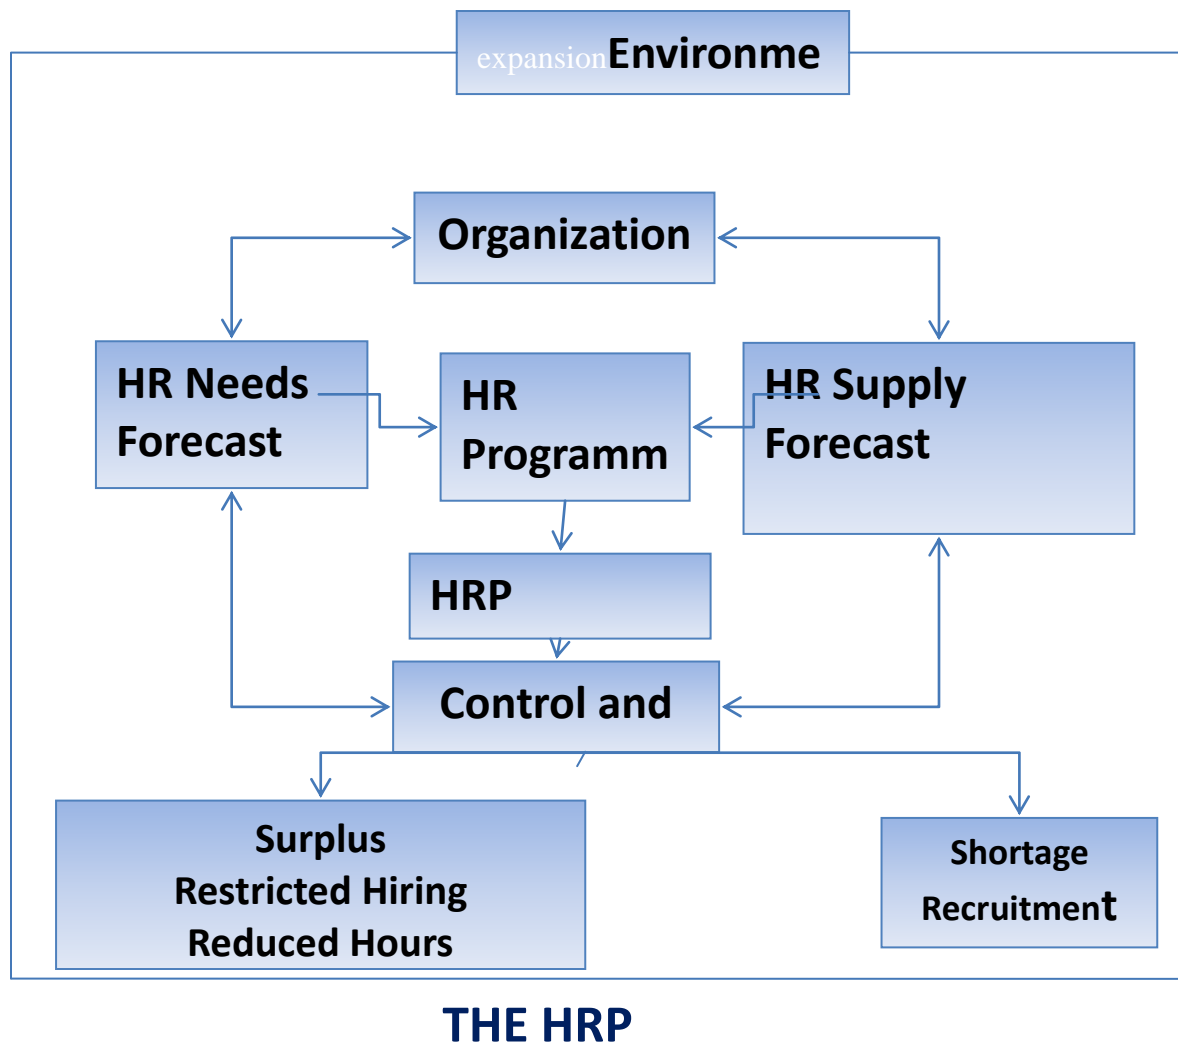 expansionEnvironme
Organization
HR Needs
Forecast
HR
Programm
HR Supply
Forecast
HRP
Control and
Surplus
Restricted Hiring
Reduced Hours
Shortage
Recruitment
THE HRP